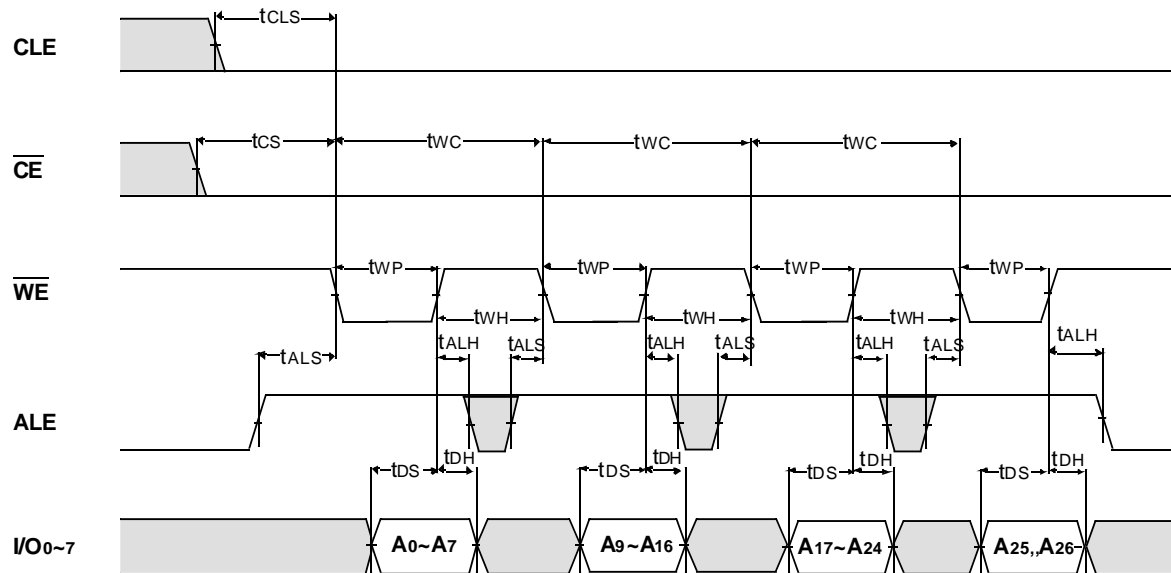 tCLS
CLE
tCS tWC tWC tWC
CE
tWP tWP tWP tWP
WE
tWH tWH tWH
tALS tALH tALS tALH tALS tALH tALS tALH
ALE
tDS tDH tDS tDH tDS tDH tDS tDH
I/O0~7 A0~A7 A9~A16 A17~A24 A25,,A26